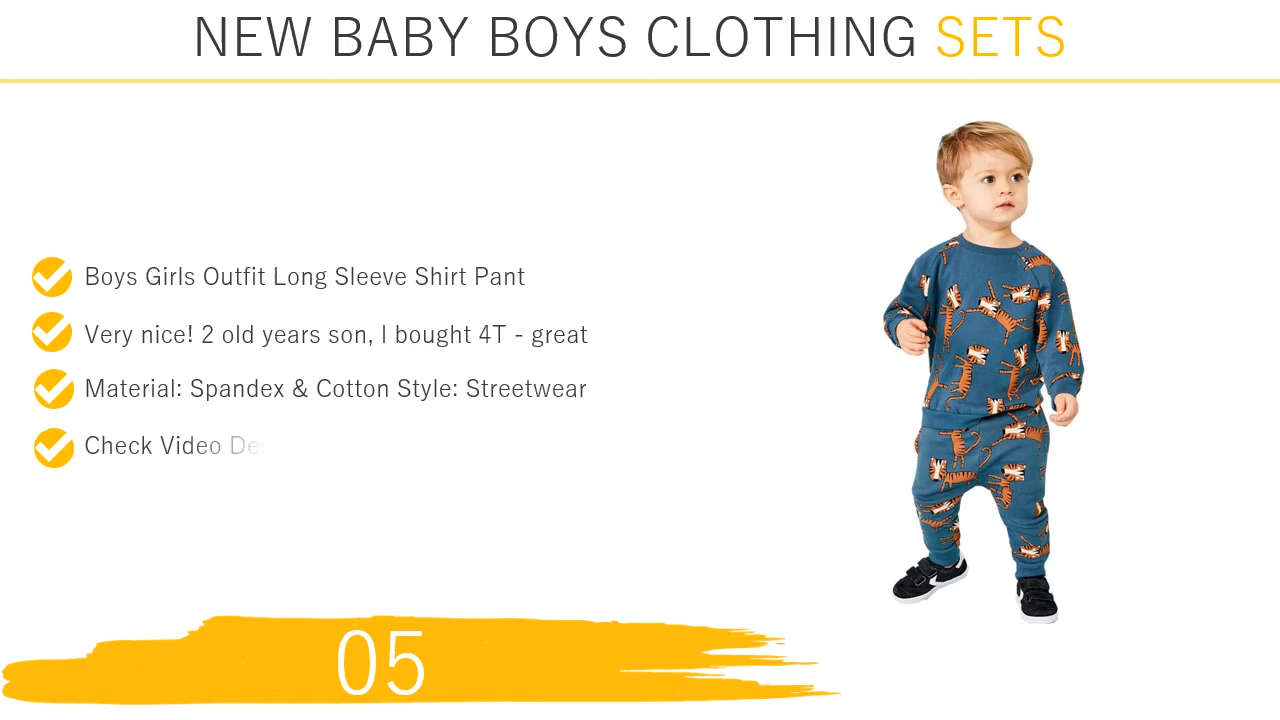 NEW BABY BOYS CLOTHING SETS
Boys Girls Outfit Long Sleeve Shirt Pant
Very nice! 2 old years son, I bought 4T - great
Material: Spandex & Cotton Style: Streetwear
Check Video
05